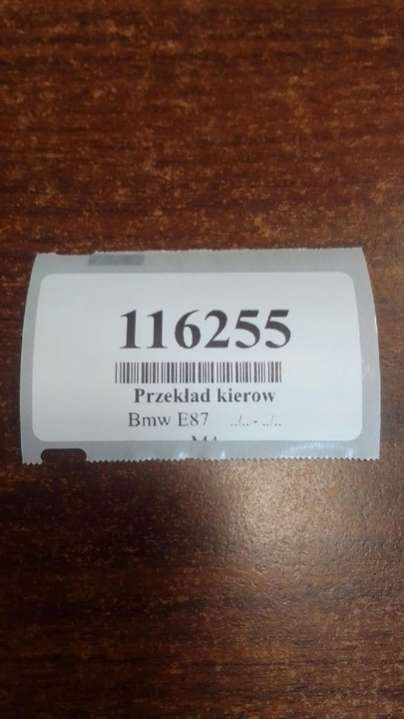 116255
Przekład kierow
Bmw E87 ../.. - ../..